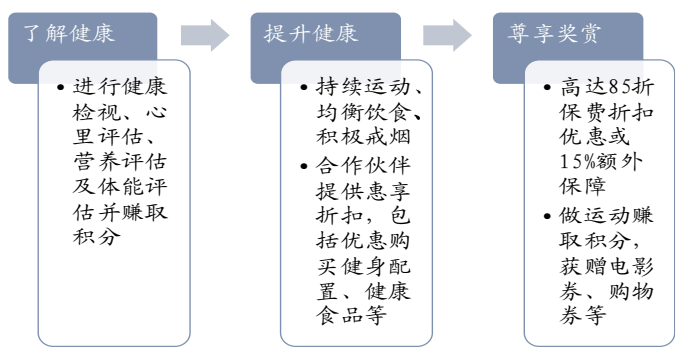 了解健康
• 进行健康
检视、心
里评估、
营养评估
及体能评
估并赚取
积分
提升健康
• 持续运动、
均衡饮食、
积极戒烟
• 合作伙伴
提供惠享
折扣，包
括优惠购
买健身配
置、健康
食品等
尊享奖赏
• 高达85折
保费折扣
优惠或
15%额外
保障
• 做运动赚
取积分，
获赠电影
券、购物
券等